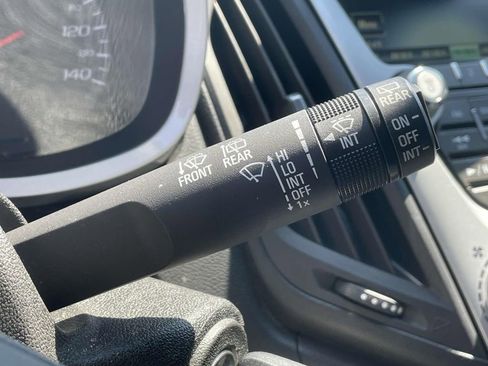 120
140
FRONT
REAR
HI
LO
INT
OFF
1x
INT
REAR
ON
OFF
INT